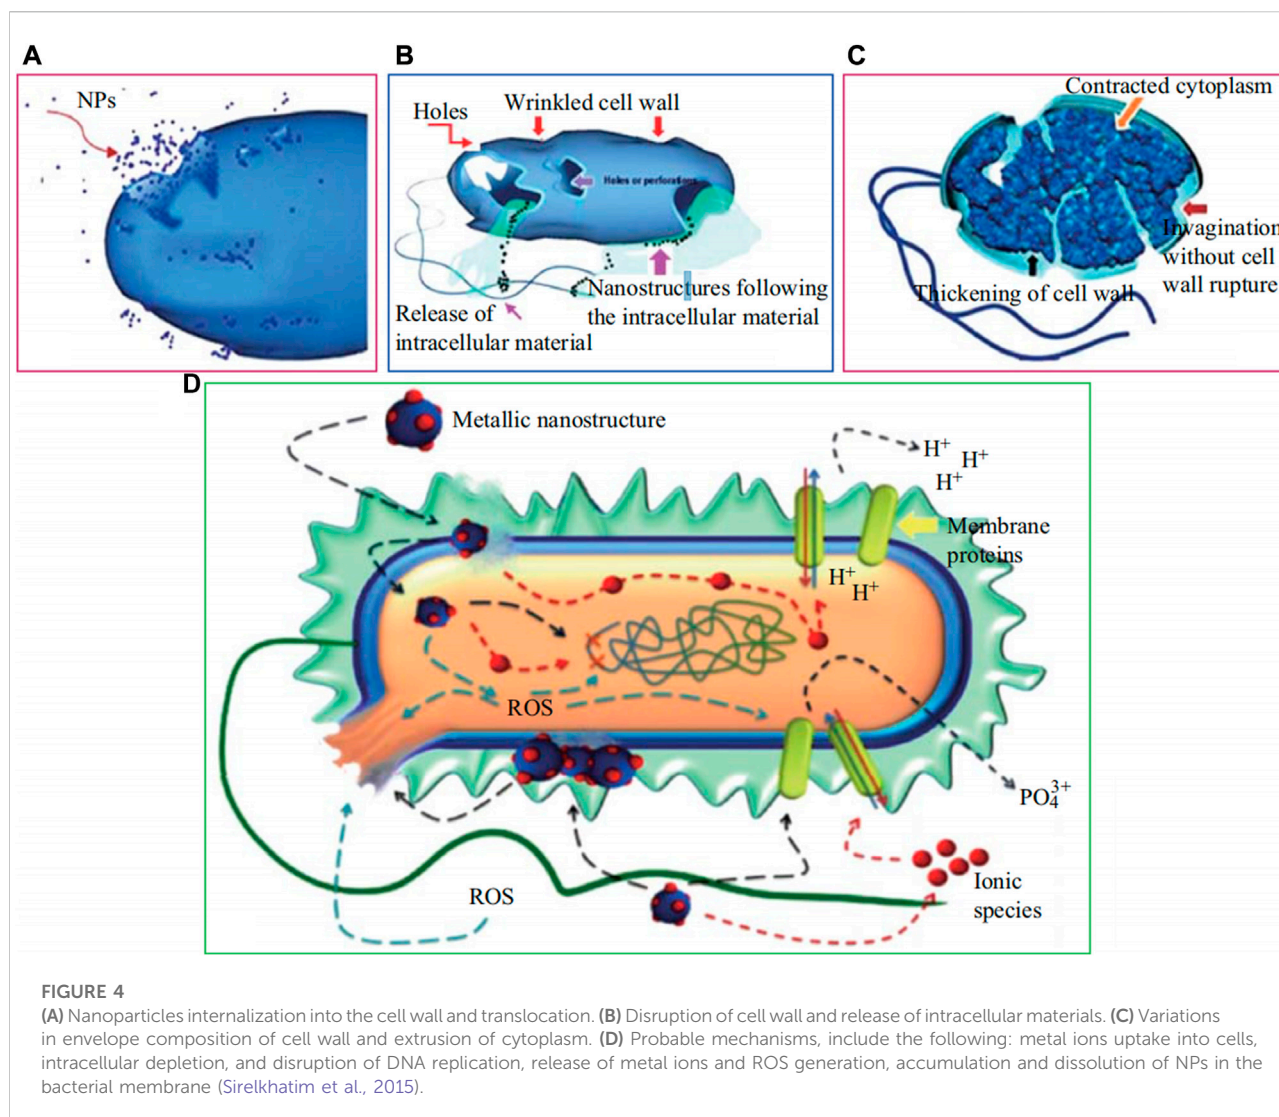 A
NPs
B
Holes
Wrinkled cell wall
Holes or perforations
Release of
intracellular material
Nanostructures following
the intracellular material
C
Contracted cytoplasm
Invagination
without cell
wall rupture
Thickening of cell wall
D
Metallic nanostructure
H+ H+
H+
Membrane
proteins
H+
H+
ROS
PO₄³⁺
Ionic
species
ROS
FIGURE 4
(A) Nanoparticles internalization into the cell wall and translocation. (B) Disruption of cell wall and release of intracellular materials. (C) Variations
in envelope composition of cell wall and extrusion of cytoplasm. (D) Probable mechanisms, include the following: metal ions uptake into cells,
intracellular depletion, and disruption of DNA replication, release of metal ions and ROS generation, accumulation and dissolution of NPs in the
bacterial membrane (Sirelkhatim et al., 2015).